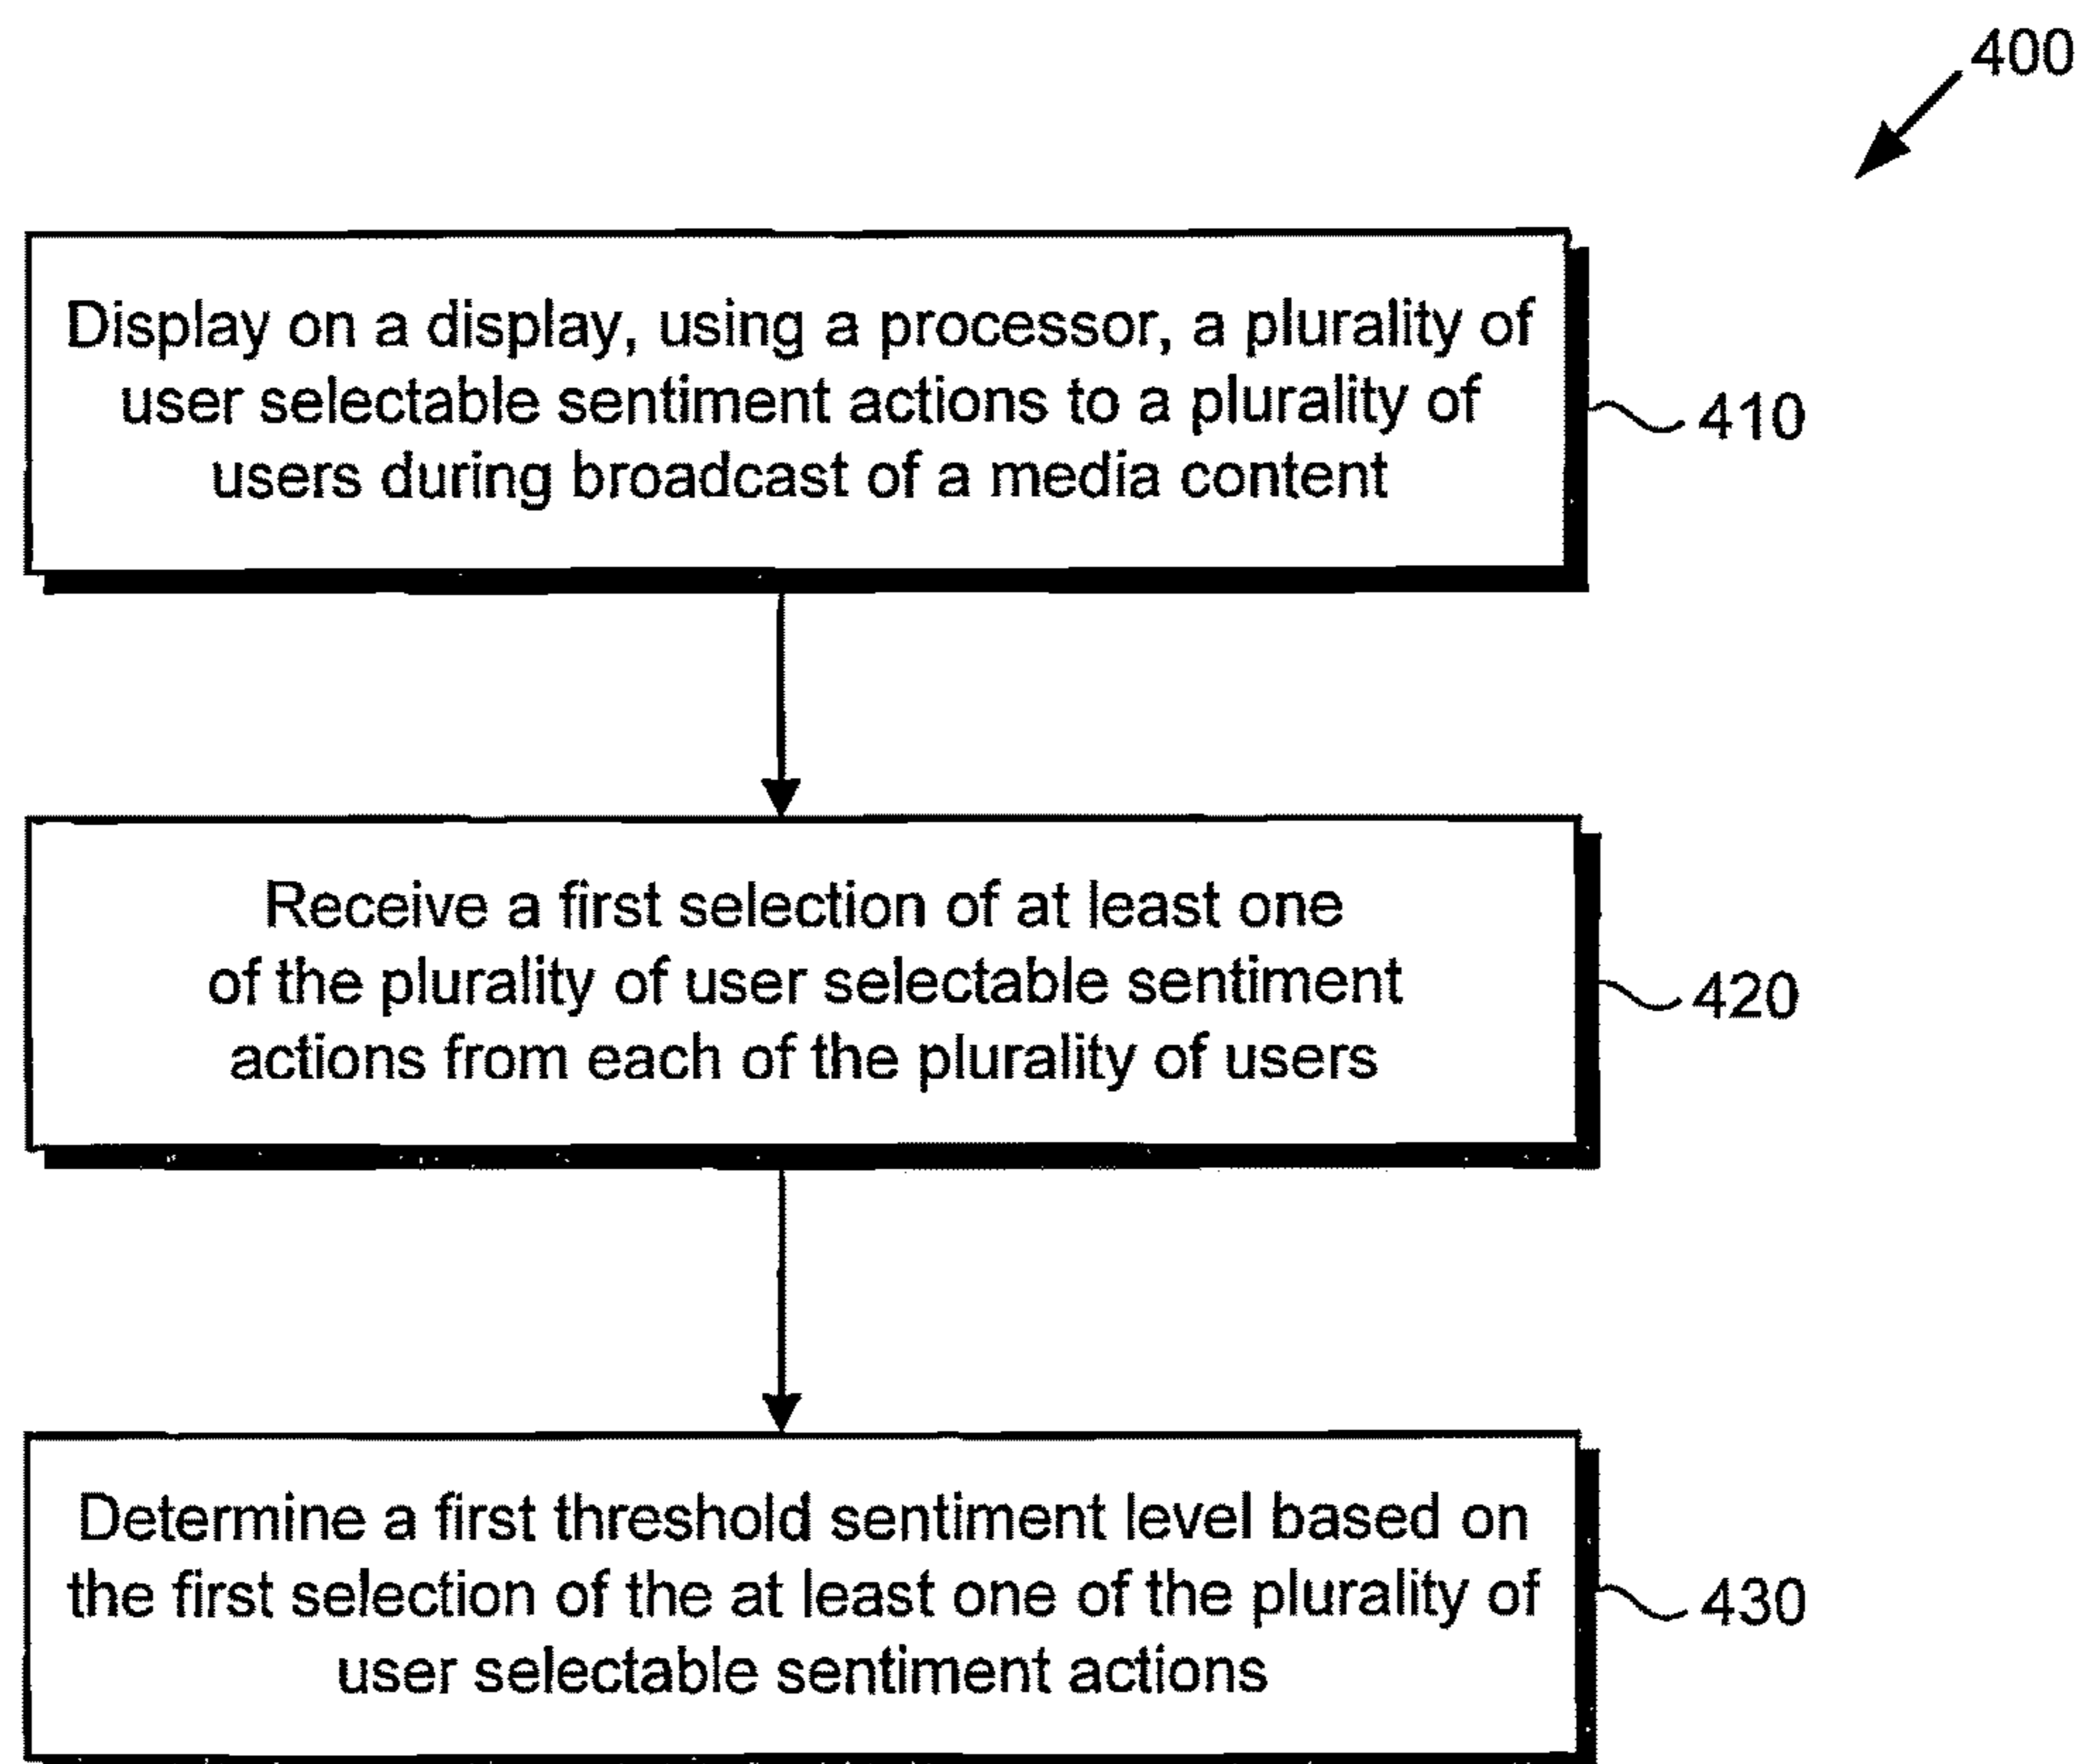 400
Display on a display, using a processor, a plurality of
user selectable sentiment actions to a plurality of
users during broadcast of a media content
410
Receive a first selection of at least one
of the plurality of user selectable sentiment
actions from each of the plurality of users
420
Determine a first threshold sentiment level based on
the first selection of the at least one of the plurality of
user selectable sentiment actions
430